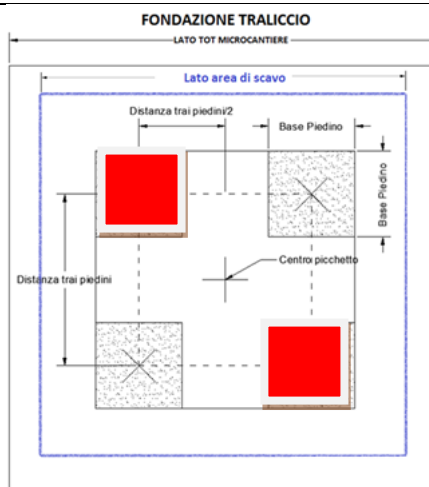 FONDAZIONE TRALICCIO
LATO TOT MICROCANTIERE
Lato area di scavo
Distanza trai piedini/2
Base Piedino
Base Piedino
Centro picchetto
Distanza trai piedini